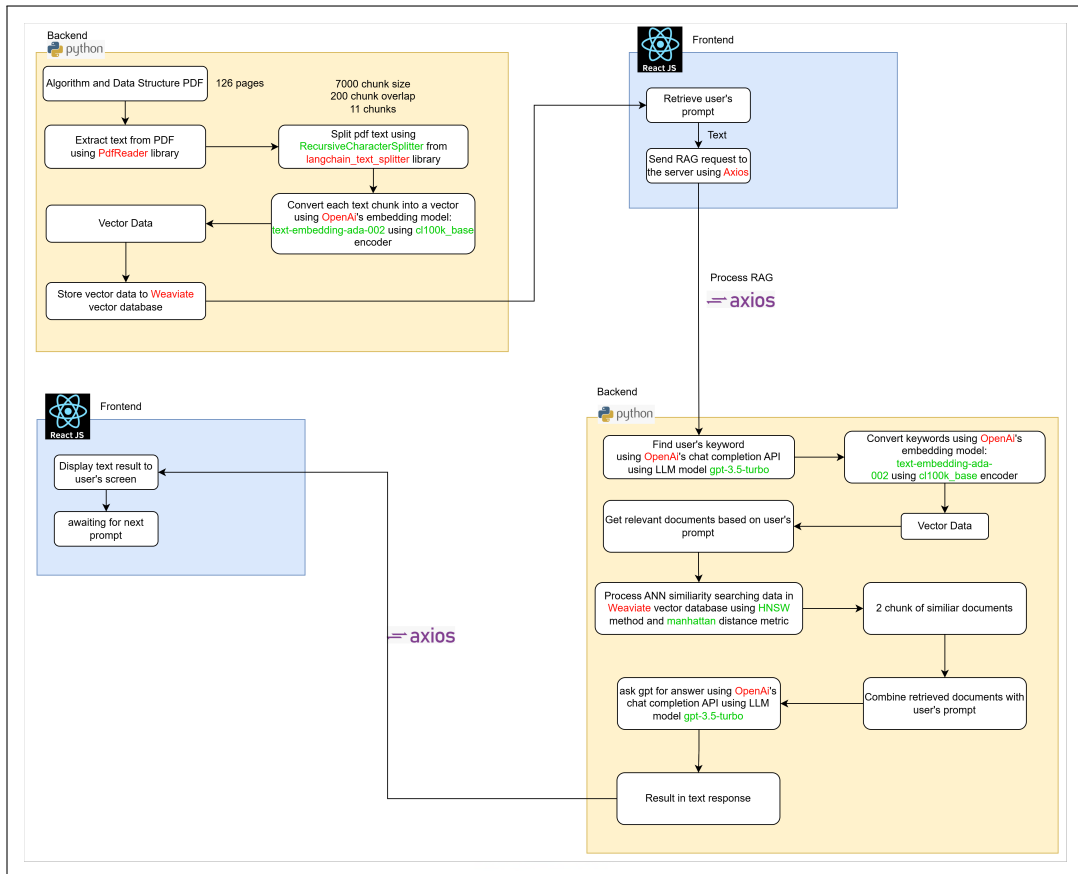 Backend
python
Algorithm and Data Structure PDF
126 pages
7000 chunk size
200 chunk overlap
11 chunks
Extract text from PDF
using PdfReader library
Split pdf text using
RecursiveCharacterSplitter from
langchain_text_splitter library
Convert each text chunk into a vector
using OpenAi's embedding model:
text-embedding-ada-002 using cl100k_base
encoder
Vector Data
Store vector data to Weaviate
vector database
React JS
Frontend
Retrieve user's
prompt
Text
Send RAG request to
the server using Axios
Process RAG
axios
Backend
python
Find user's keyword
using OpenAi's chat completion API
using LLM model gpt-3.5-turbo
Convert keywords using OpenAi's
embedding model:
text-embedding-ada-
002 using cl100k_base encoder
Vector Data
Get relevant documents based on user's
prompt
Process ANN similiarity searching data in
Weaviate vector database using HNSW
method and manhattan distance metric
2 chunk of similiar documents
Combine retrieved documents with
user's prompt
ask gpt for answer using OpenAi's
chat completion API using LLM
model gpt-3.5-turbo
Result in text response
axios
React JS
Frontend
Display text result to
user's screen
awaiting for next
prompt